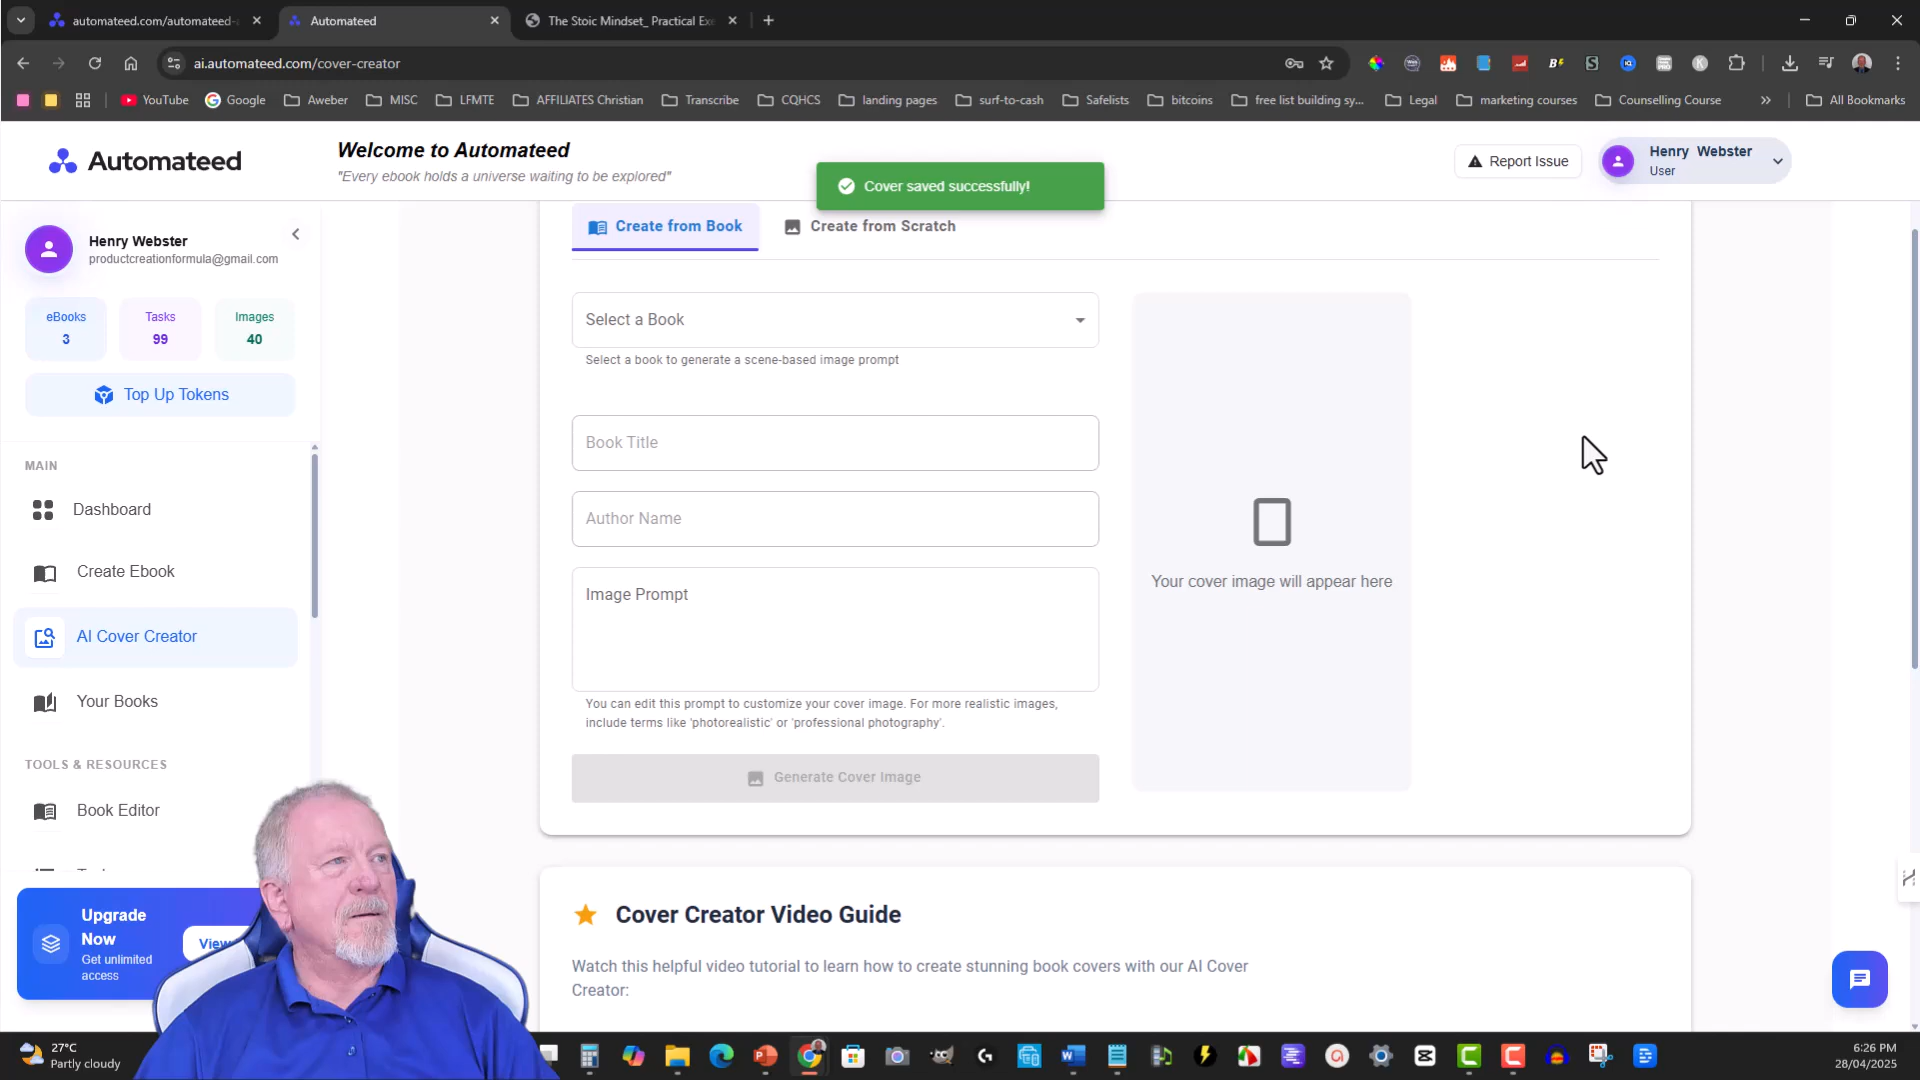 automateed.com/automateed-
Automateed
The Stoic Mindset_ Practical Exe
ai.automateed.com/cover-creator
YouTube
Google
Aweber
MISC
LFMTE
AFFILIATES Christian
Transcribe
CQHCS
landing pages
surf-to-cash
Safelists
bitcoins
free list building sy...
Legal
marketing courses
Counselling Course
All Bookmarks
Automateed
Welcome to Automateed
"Every ebook holds a universe waiting to be explored"
Cover saved successfully!
Report Issue
Henry Webster
User
Henry Webster
productcreationformula@gmail.com
eBooks
3
Tasks
99
Images
40
Top Up Tokens
MAIN
Dashboard
Create Ebook
AI Cover Creator
Your Books
TOOLS & RESOURCES
Book Editor
Upgrade
Now
Get unlimited
access
View
Create from Book
Create from Scratch
Select a Book
Select a book to generate a scene-based image prompt
Book Title
Author Name
Image Prompt
You can edit this prompt to customize your cover image. For more realistic images,
include terms like 'photorealistic' or 'professional photography'.
Generate Cover Image
Your cover image will appear here
Cover Creator Video Guide
Watch this helpful video tutorial to learn how to create stunning book covers with our AI Cover
Creator:
27°C
Partly cloudy
6:26 PM
28/04/2025